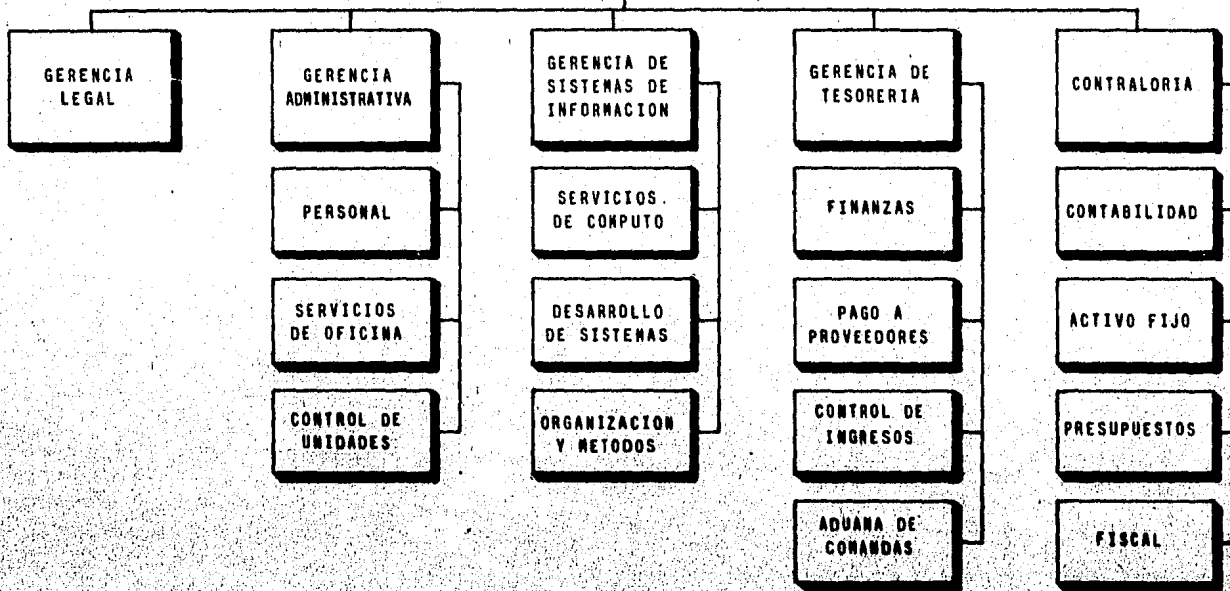 GERENCIA
LEGAL
GERENCIA
ADMINISTRATIVA
PERSONAL
SERVICIOS
DE OFICINA
CONTROL DE
UNIDADES
GERENCIA DE
SISTEMAS DE
INFORMACION
SERVICIOS.
DE COMPUTO
DESARROLLO
DE SISTEMAS
ORGANIZACION
Y METODOS
GERENCIA DE
TESORERIA
FINANZAS
PAGO A
PROVEEDORES
CONTROL DE
INGRESOS
ADUANA DE
COMANDAS
CONTRALORIA
CONTABILIDAD
ACTIVO FIJO
PRESUPUESTOS
FISCAL